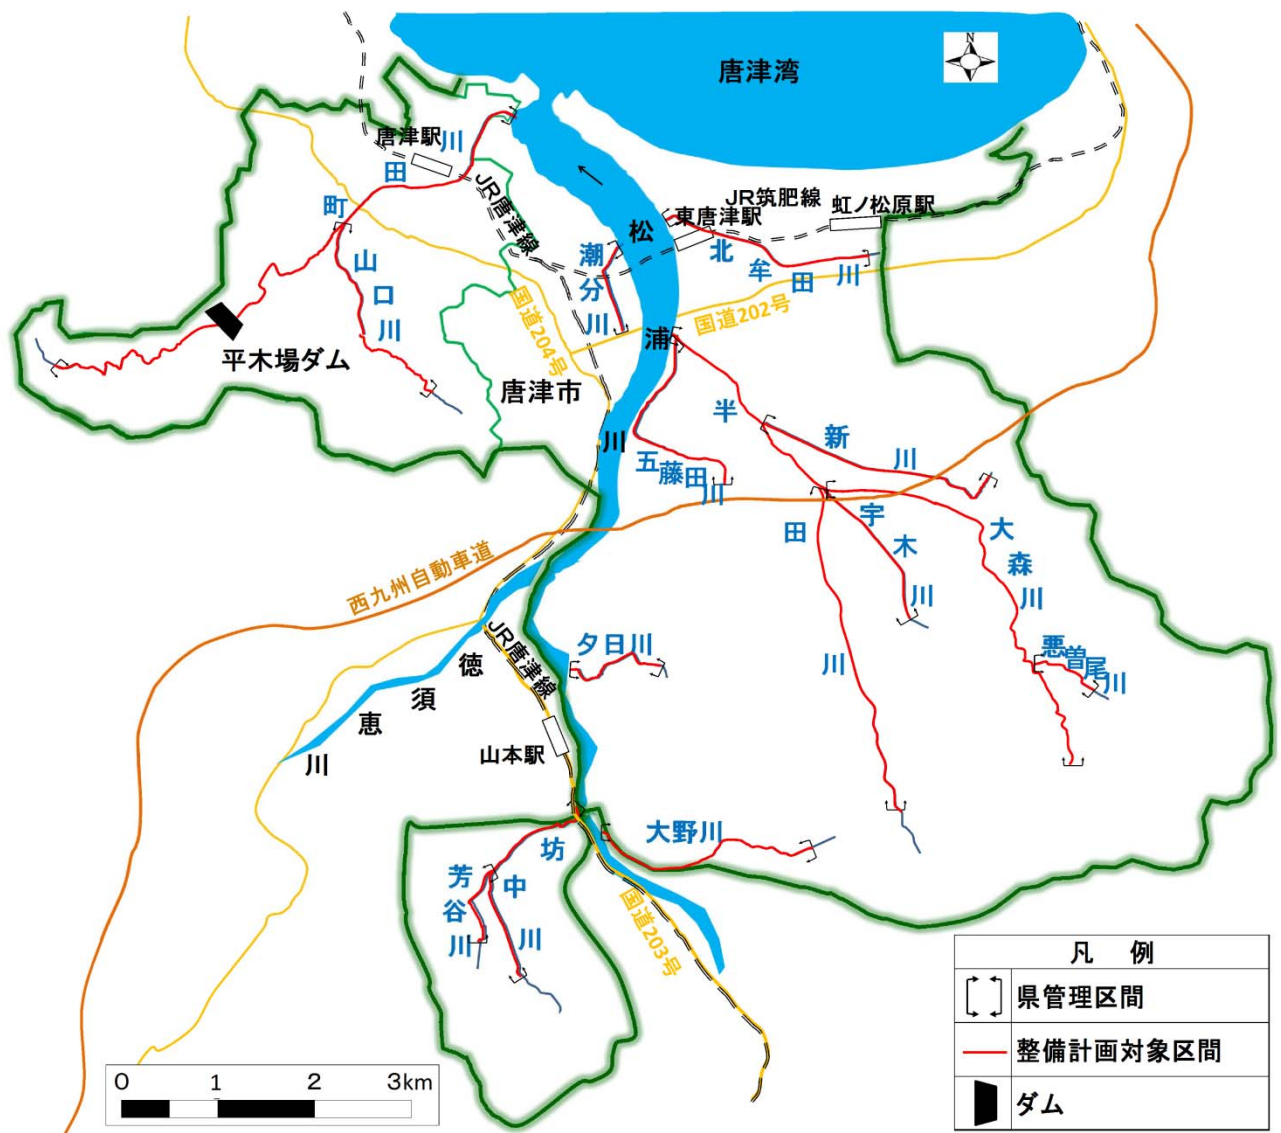 唐津湾
N
唐津駅
町田川
JR唐津線
松浦川
東唐津駅
JR筑肥線
虹ノ松原駅
潮分川
北牟田川
山口川
国道204号
国道202号
平木場ダム
唐津市
半田川
新川
五藤田川
宇木川
大森川
悪曽尾川
西九州自動車道
夕日川
JR唐津線
徳須恵川
山本駅
大野川
坊中川
芳谷川
国道203号
凡 例
県管理区間
整備計画対象区間
ダム
0 1 2 3km